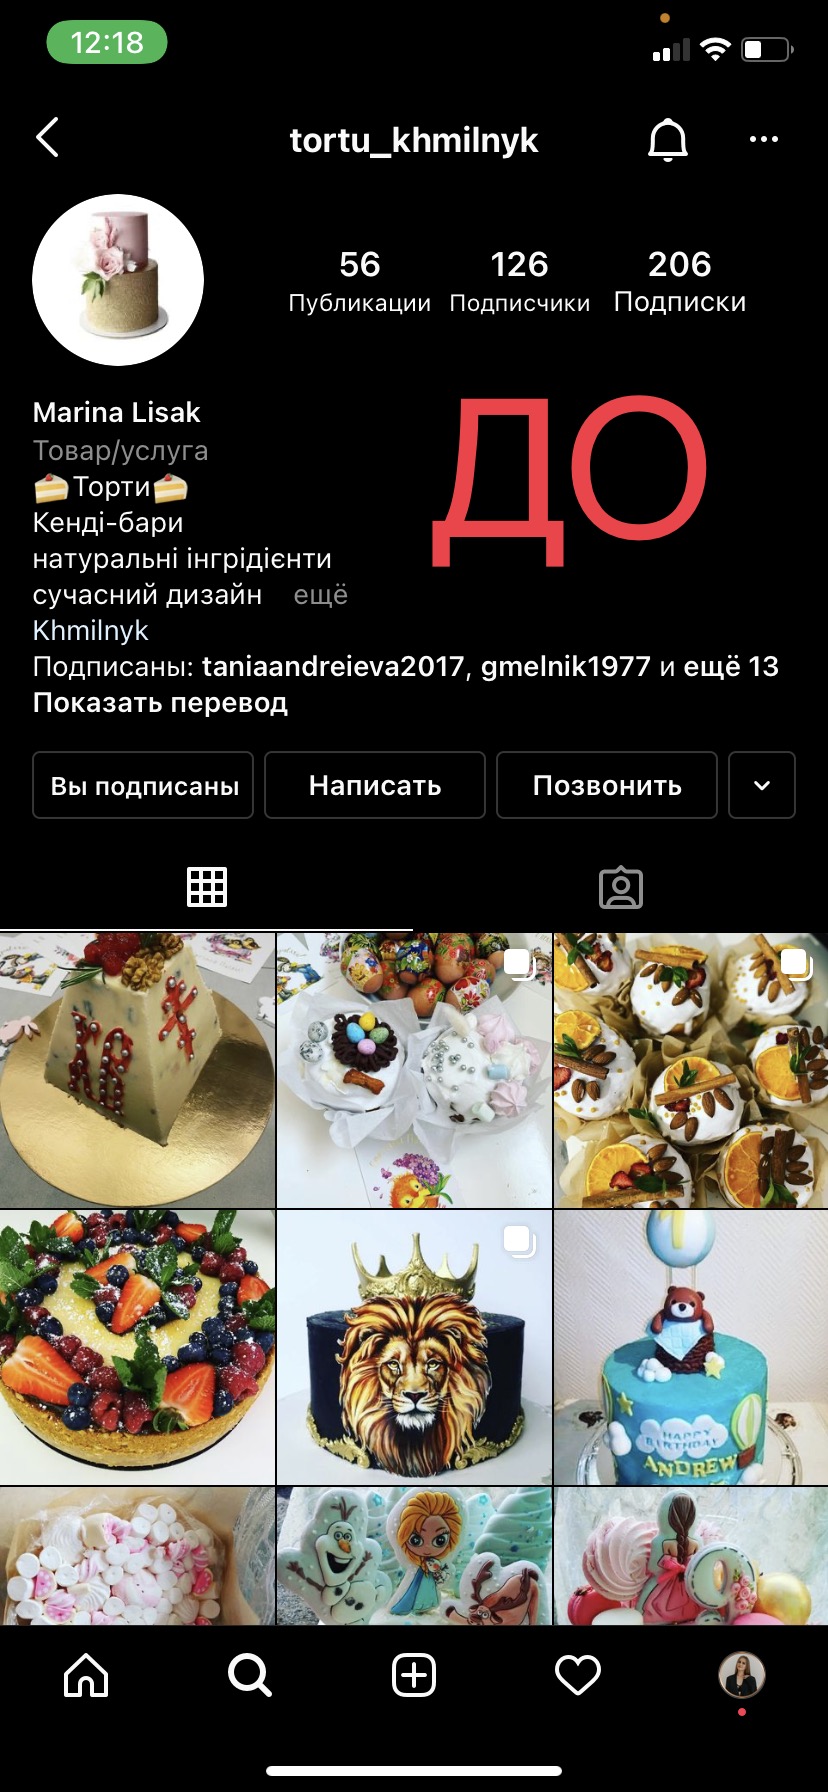 12:18
tortu_khmilnyk
56
Публикации
126
Подписчики
206
Подписки
Marina Lisak
Товар/услуга
🍰Торти🍰
Кенді-бари
натуральні інгрідієнти
сучасний дизайн ещё
Khmilnyk
Подписаны: taniaandreieva2017, gmelnik1977 и ещё 13
Показать перевод
ДО
Вы подписаны
Написать
Позвонить
ХВ
Ж
1
HAPPY
BIRTHDAY
ANDREW
9